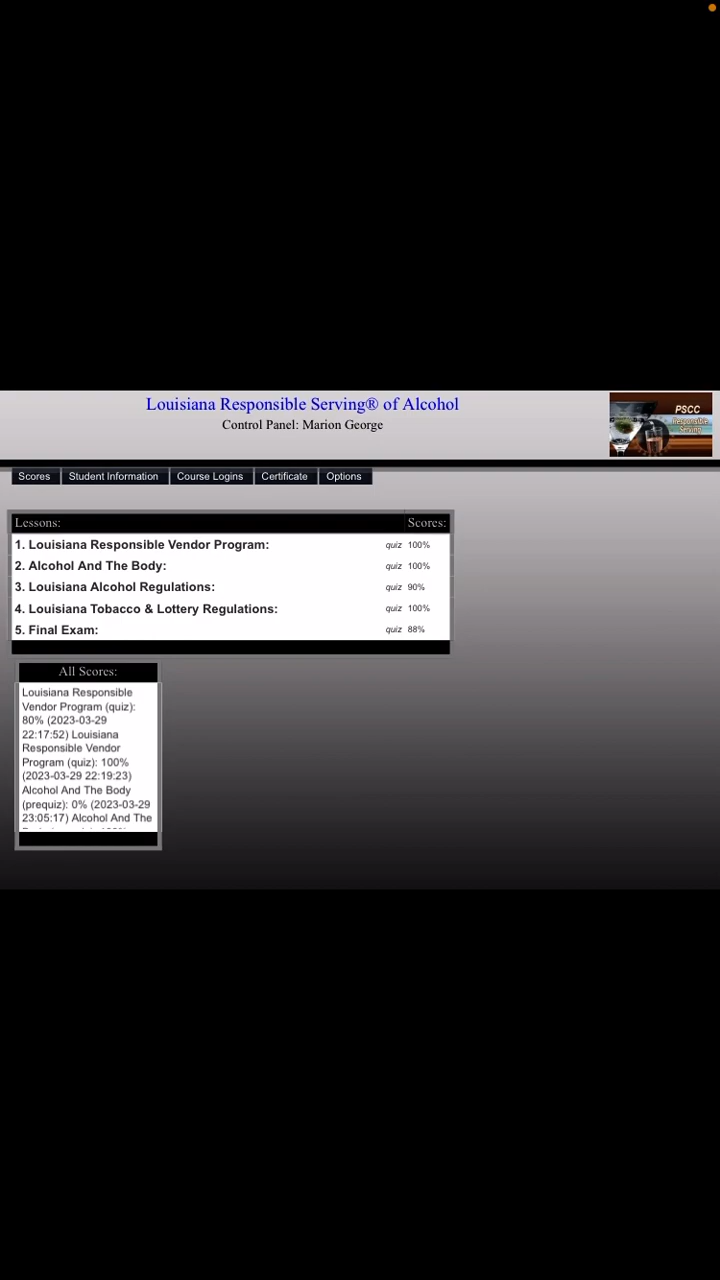 Louisiana Responsible Serving® of Alcohol
Control Panel: Marion George
PSCC
Responsible
Serving
Scores Student Information Course Logins Certificate Options
Lessons: Scores:
1. Louisiana Responsible Vendor Program: quiz 100%
2. Alcohol And The Body: quiz 100%
3. Louisiana Alcohol Regulations: quiz 90%
4. Louisiana Tobacco & Lottery Regulations: quiz 100%
5. Final Exam: quiz 88%
All Scores:
Louisiana Responsible
Vendor Program (quiz):
80% (2023-03-29
22:17:52) Louisiana
Responsible Vendor
Program (quiz): 100%
(2023-03-29 22:19:23)
Alcohol And The Body
(prequiz): 0% (2023-03-29
23:05:17) Alcohol And The